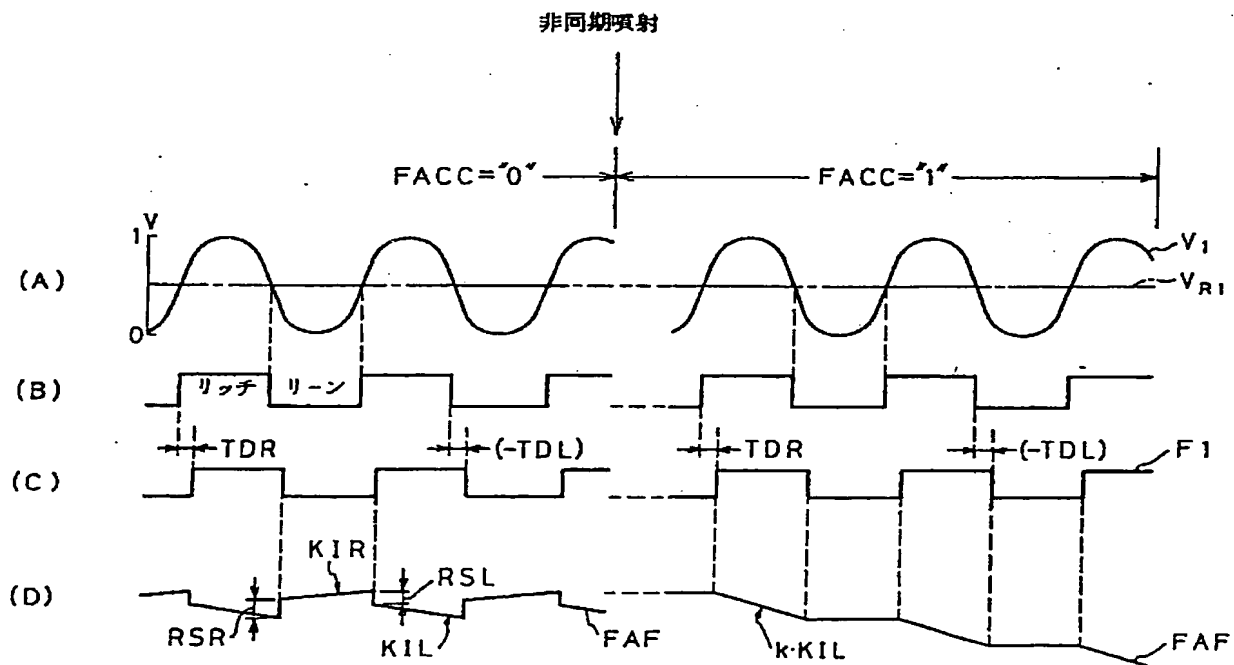 非同期噴射
FACC="0"
FACC="1"
V
1
0
(A)
V1
VR1
(B)
リッチ
リーン
TDR
(-TDL)
TDR
(-TDL)
(C)
F1
(D)
KIR
RSL
RSR
KIL
FAF
k·KIL
FAF